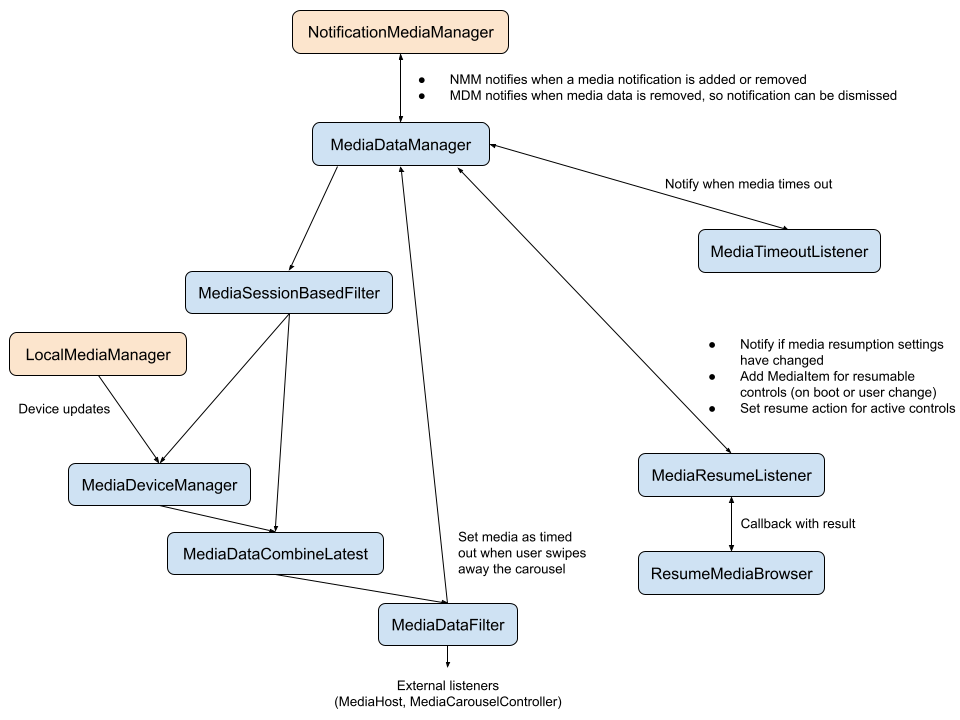 NotificationMediaManager
● NMM notifies when a media notification is added or removed
● MDM notifies when media data is removed, so notification can be dismissed
MediaDataManager
Notify when media times out
MediaTimeoutListener
MediaSessionBasedFilter
LocalMediaManager
Device updates
● Notify if media resumption settings
have changed
● Add MediaItem for resumable
controls (on boot or user change)
● Set resume action for active controls
MediaDeviceManager
MediaResumeListener
Callback with result
MediaDataCombineLatest
Set media as timed
out when user swipes
away the carousel
ResumeMediaBrowser
MediaDataFilter
External listeners
(MediaHost, MediaCarouselController)